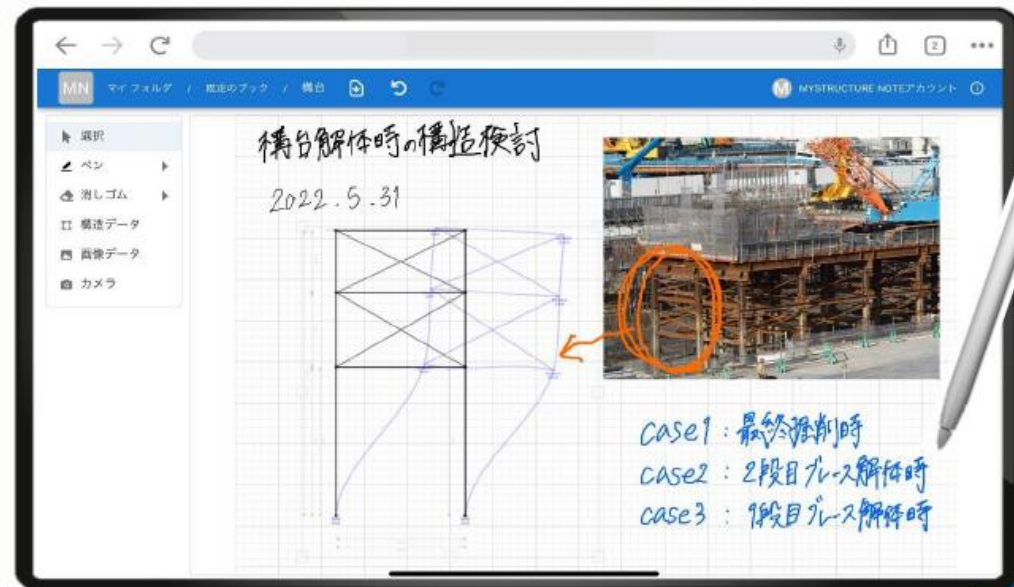 2
MN
マイフォルダ / 既定のブック / 構台
M MYSTRUCTURE NOTEアカウント
選択
ペン
消しゴム
構造データ
画像データ
カメラ
構台解体時の構造検討
2022.5.31
case1：最終掘削時
case2：2段目ブレース解体時
case3：1段目ブレース解体時